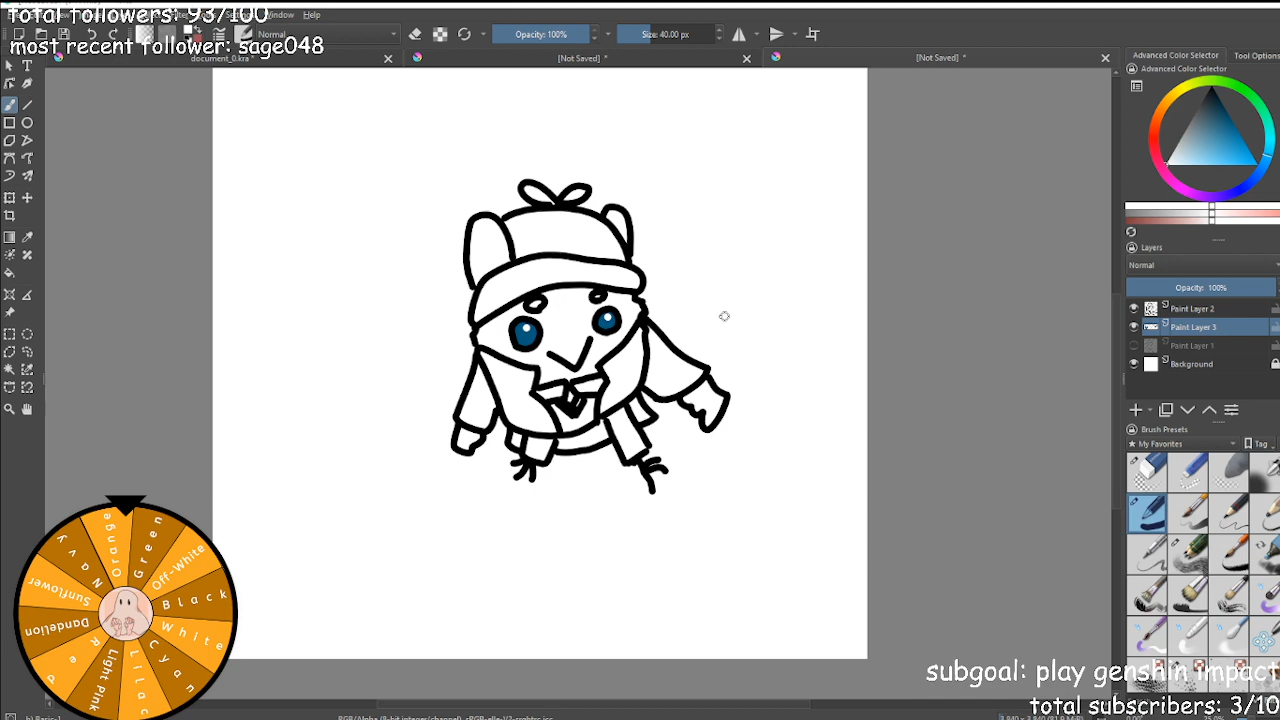 total followers: 93/100
Window Help
most recent follower: sage048
Normal
Opacity: 100%
Size: 40.00 px
document_0.kra *
[Not Saved] *
[Not Saved] *
Advanced Color Selector
Tool Options
Advanced Color Selector
Layers
Normal
Opacity: 100%
Paint Layer 2
Paint Layer 3
Paint Layer 1
Background
Brush Presets
My Favorites
Tag
Orange
Green
Off-White
Black
White
Cyan
Lilac
Light Pink
Red
Dandelion
Sunflower
Navy
subgoal: play genshin impact
total subscribers: 3/10